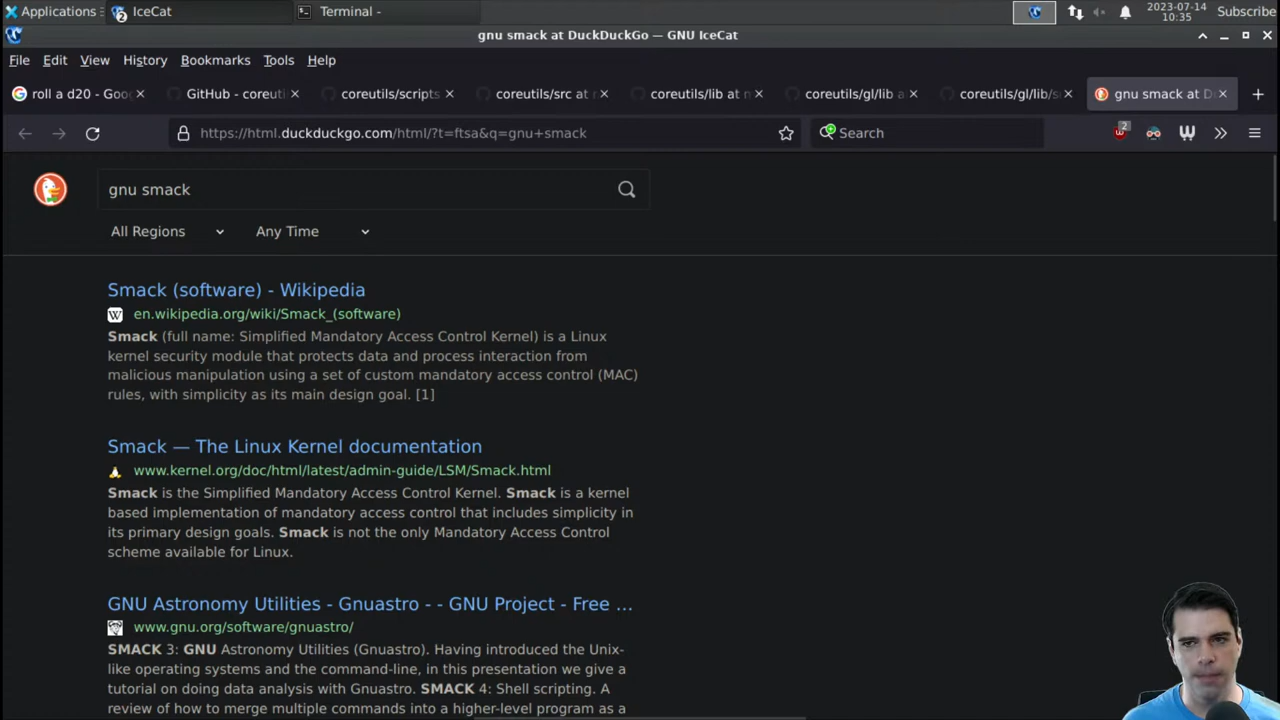 Applications
2 IceCat
Terminal -
2023-07-14
10:35
Subscribe
gnu smack at DuckDuckGo — GNU IceCat
File Edit View History Bookmarks Tools Help
roll a d20 - Goo
GitHub - coreuti
coreutils/scripts
coreutils/src at
coreutils/lib at
coreutils/gl/lib
coreutils/gl/lib/s
gnu smack at D
https://html.duckduckgo.com/html/?t=ftsa&q=gnu+smack
Search
2
gnu smack
All Regions
Any Time
Smack (software) - Wikipedia
W en.wikipedia.org/wiki/Smack_(software)
Smack (full name: Simplified Mandatory Access Control Kernel) is a Linux
kernel security module that protects data and process interaction from
malicious manipulation using a set of custom mandatory access control (MAC)
rules, with simplicity as its main design goal. [1]
Smack — The Linux Kernel documentation
www.kernel.org/doc/html/latest/admin-guide/LSM/Smack.html
Smack is the Simplified Mandatory Access Control Kernel. Smack is a kernel
based implementation of mandatory access control that includes simplicity in
its primary design goals. Smack is not the only Mandatory Access Control
scheme available for Linux.
GNU Astronomy Utilities - Gnuastro - - GNU Project - Free ...
www.gnu.org/software/gnuastro/
SMACK 3: GNU Astronomy Utilities (Gnuastro). Having introduced the Unix-
like operating systems and the command-line, in this presentation we give a
tutorial on doing data analysis with Gnuastro. SMACK 4: Shell scripting. A
review of how to merge multiple commands into a higher-level program as a